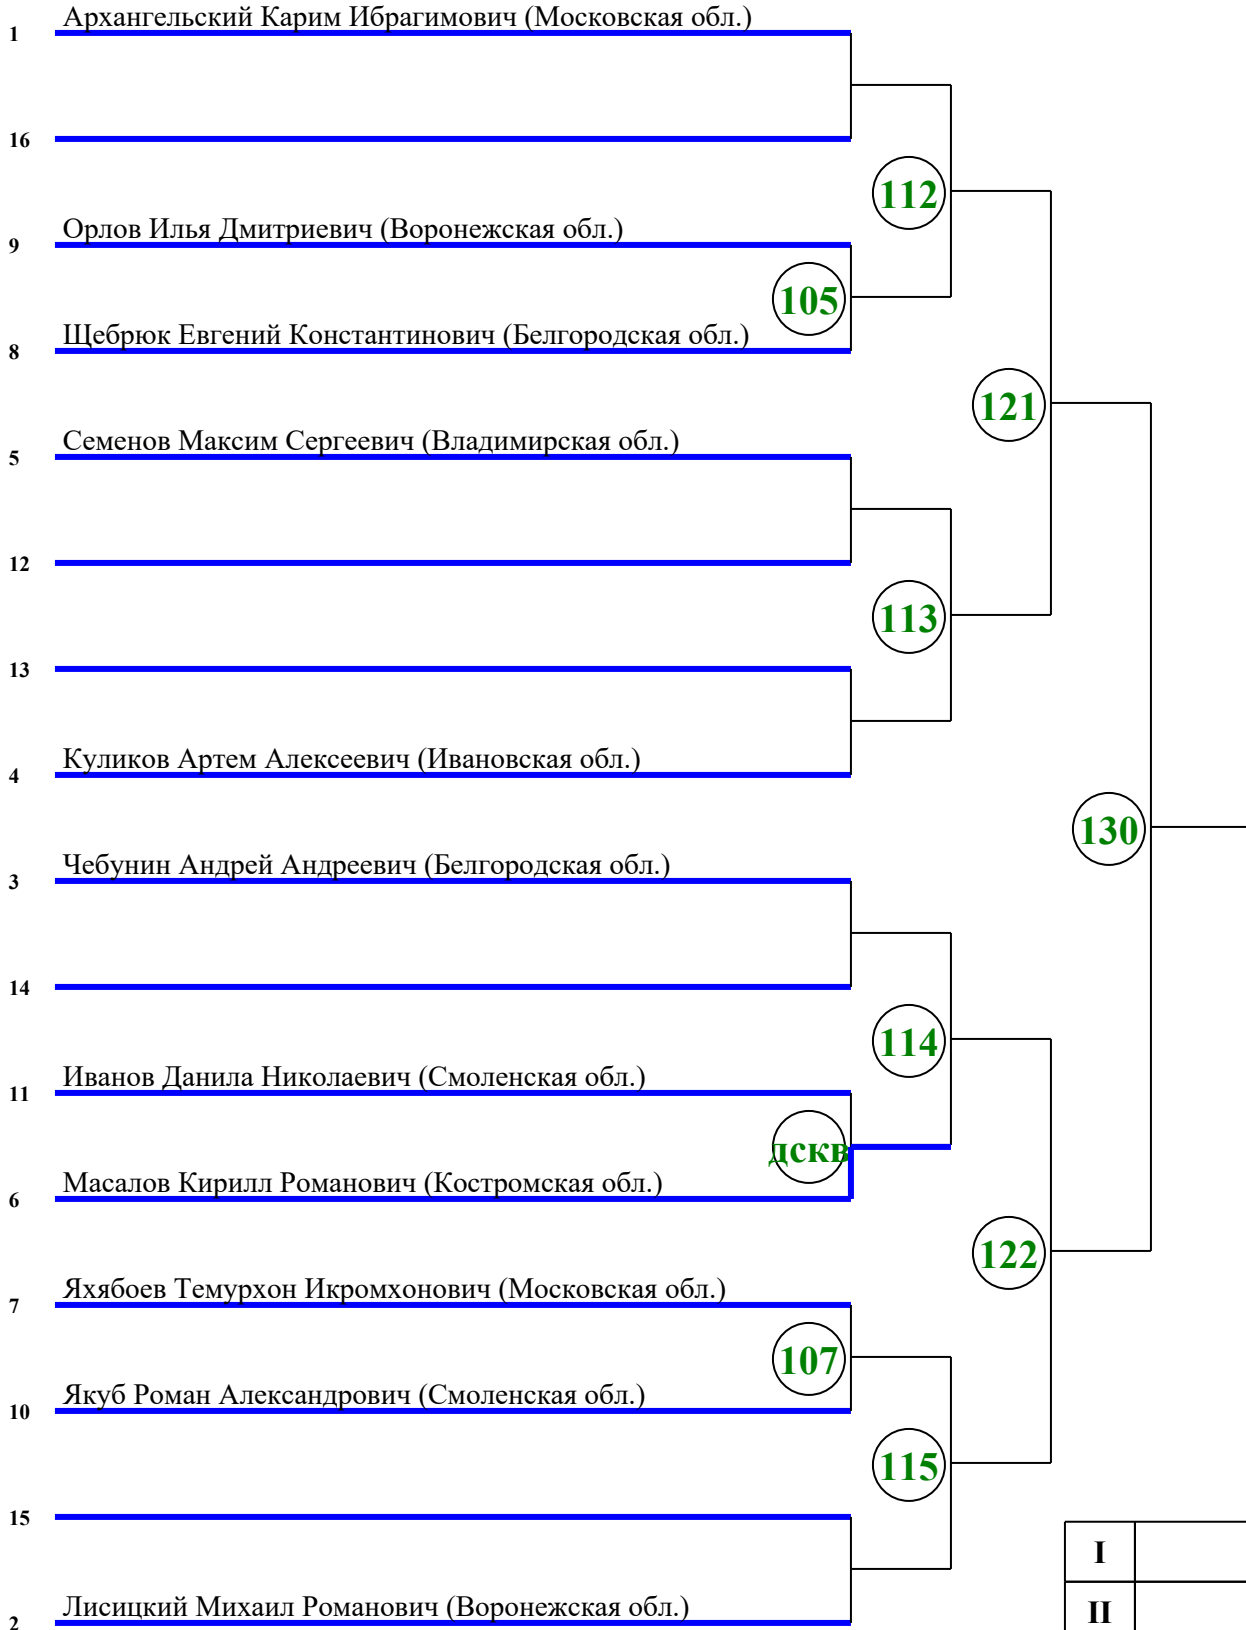 Архангельский Карим Ибрагимович (Московская обл.)
1
16
112
Орлов Илья Дмитриевич (Воронежская обл.)
9
105
Щебрюк Евгений Константинович (Белгородская обл.)
8
121
Семенов Максим Сергеевич (Владимирская обл.)
5
12
113
13
Куликов Артем Алексеевич (Ивановская обл.)
4
130
Чебунин Андрей Андреевич (Белгородская обл.)
3
14
114
Иванов Данила Николаевич (Смоленская обл.)
11
дскв
Масалов Кирилл Романович (Костромская обл.)
6
122
Яхябоев Темурхон Икромхонович (Московская обл.)
7
107
Якуб Роман Александрович (Смоленская обл.)
10
115
15
I
Лисицкий Михаил Романович (Воронежская обл.)
2
II